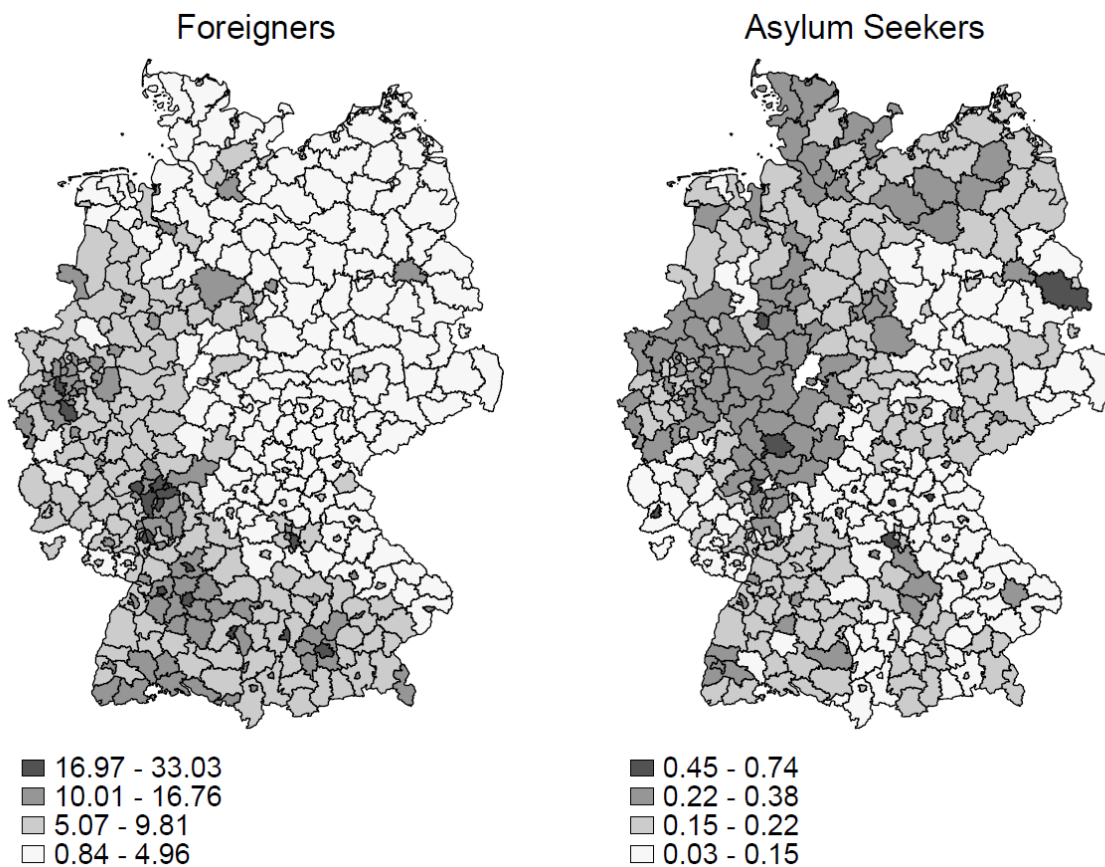 Foreigners
Asylum Seekers
16.97 - 33.03
10.01 - 16.76
5.07 - 9.81
0.84 - 4.96
0.45 - 0.74
0.22 - 0.38
0.15 - 0.22
0.03 - 0.15